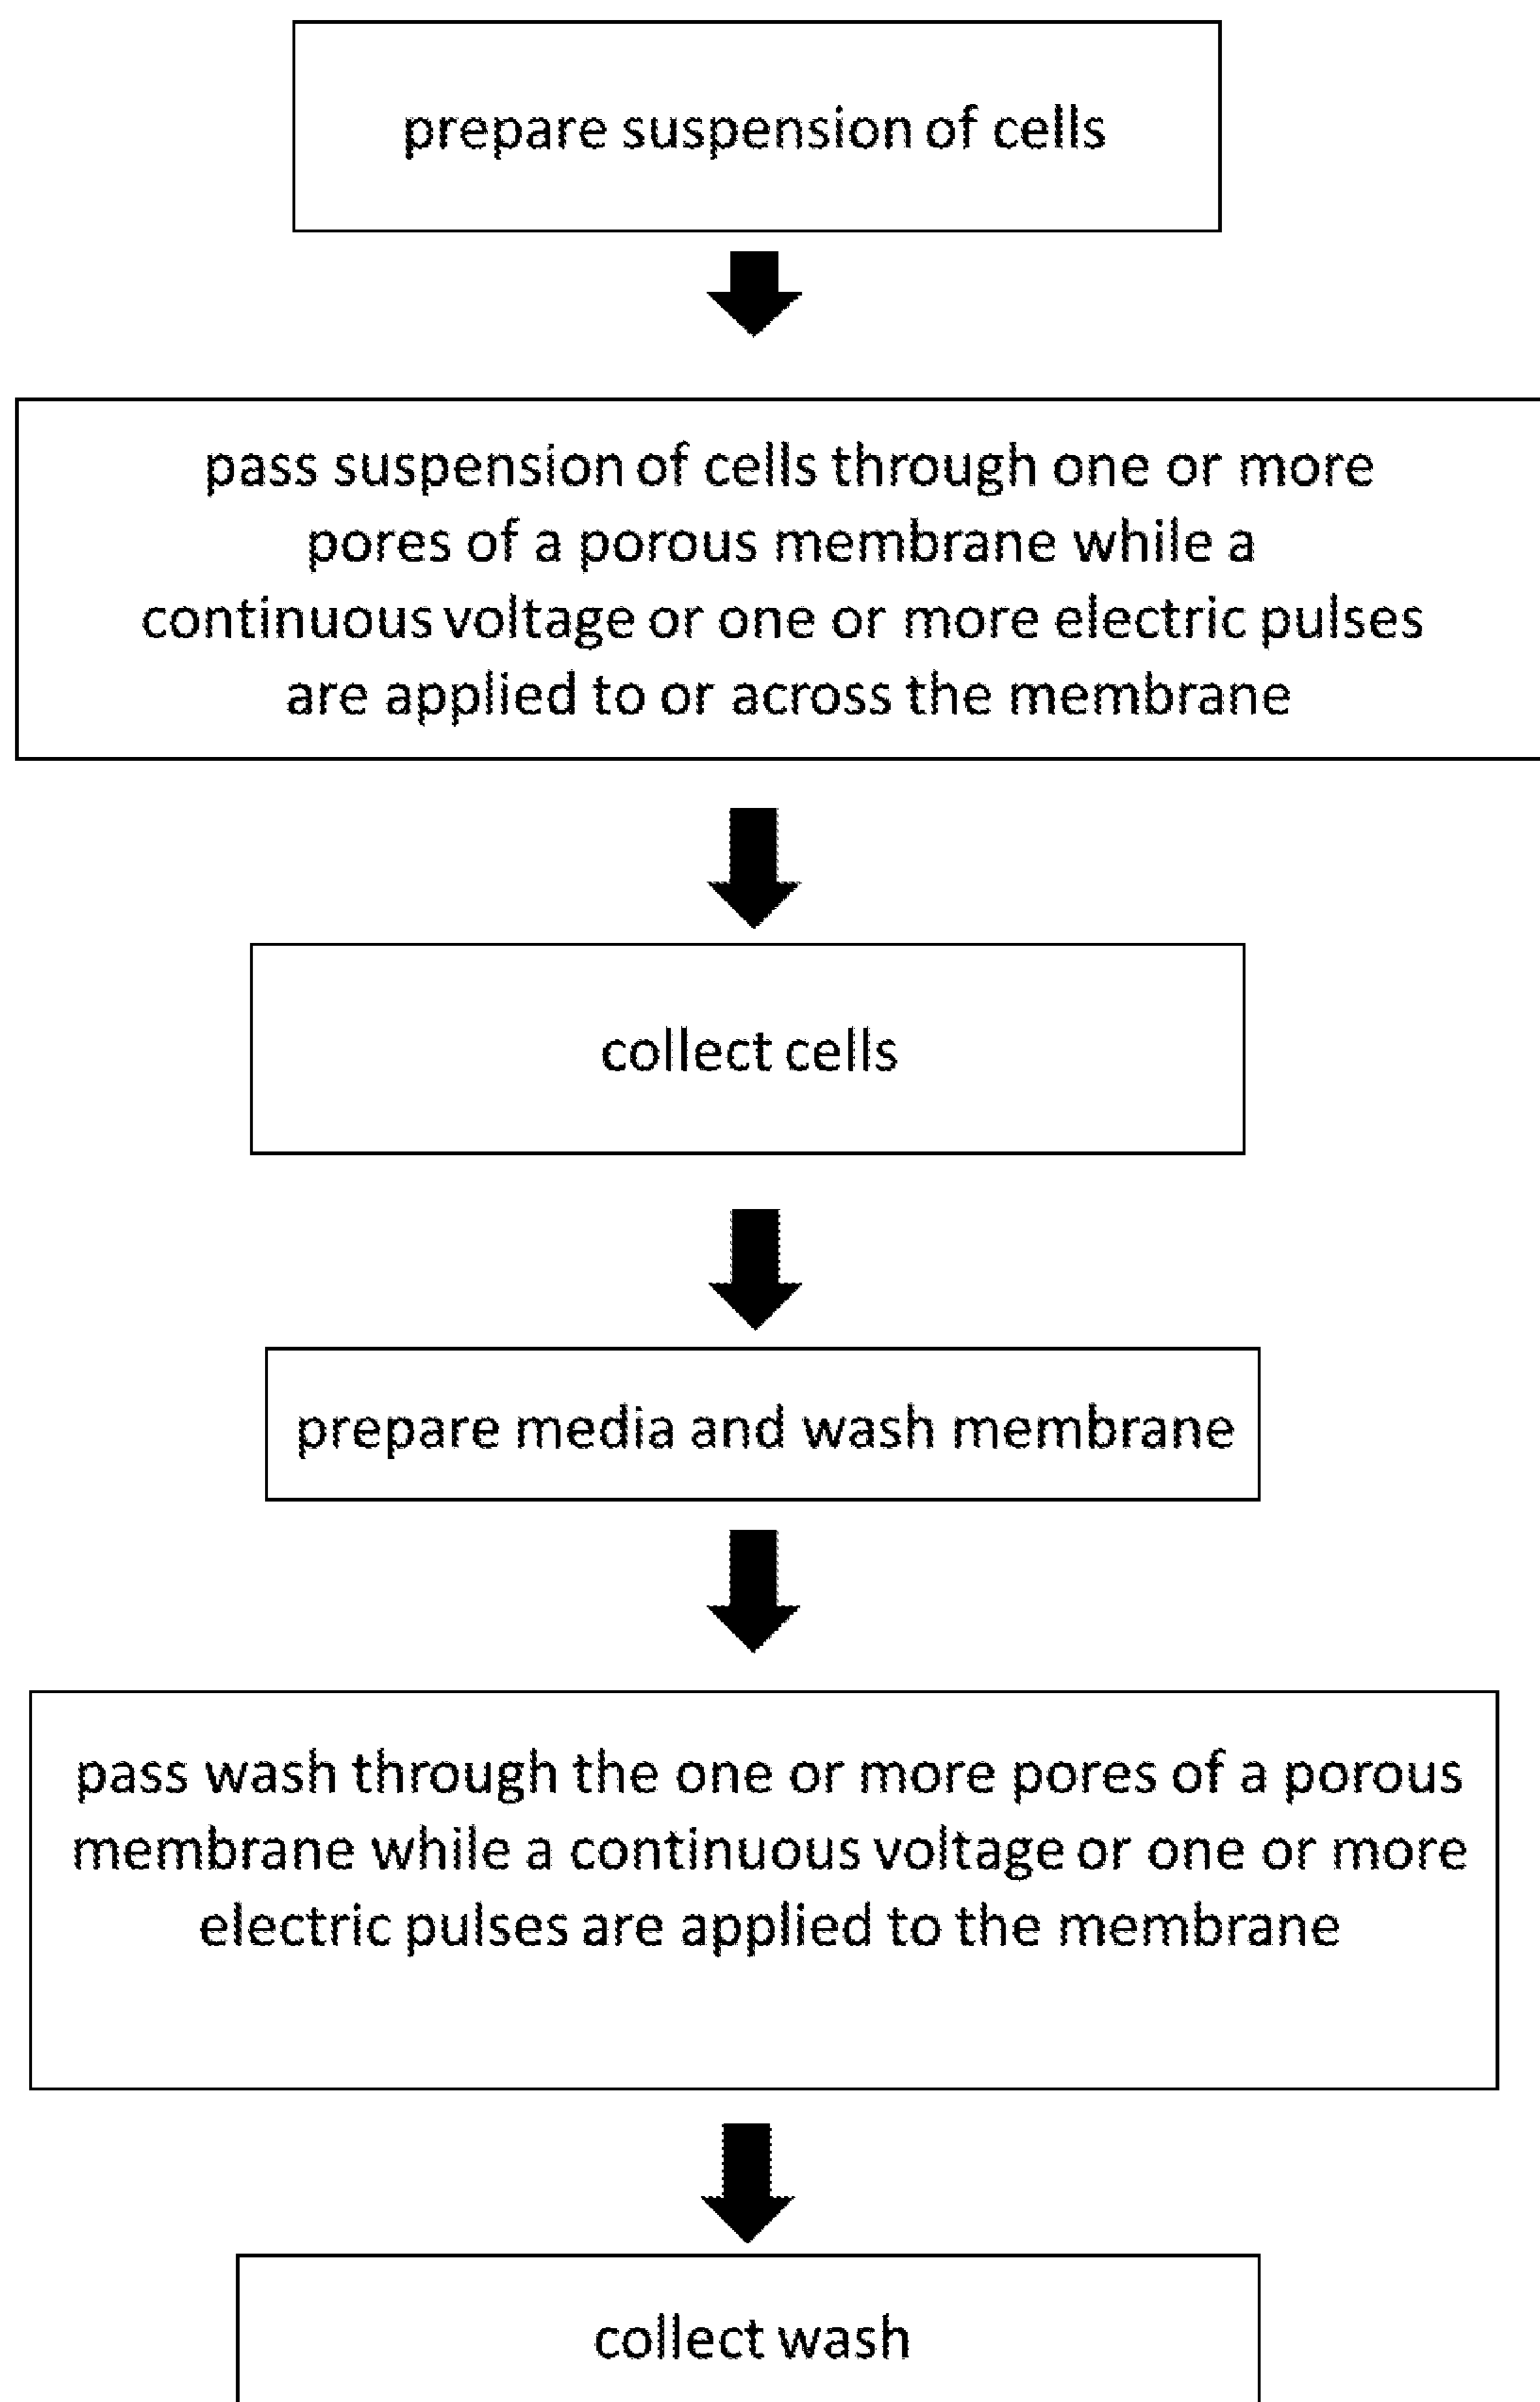 prepare suspension of cells
pass suspension of cells through one or more
pores of a porous membrane while a
continuous voltage or one or more electric pulses
are applied to or across the membrane
collect cells
prepare media and wash membrane
pass wash through the one or more pores of a porous
membrane while a continuous voltage or one or more
electric pulses are applied to the membrane
collect wash